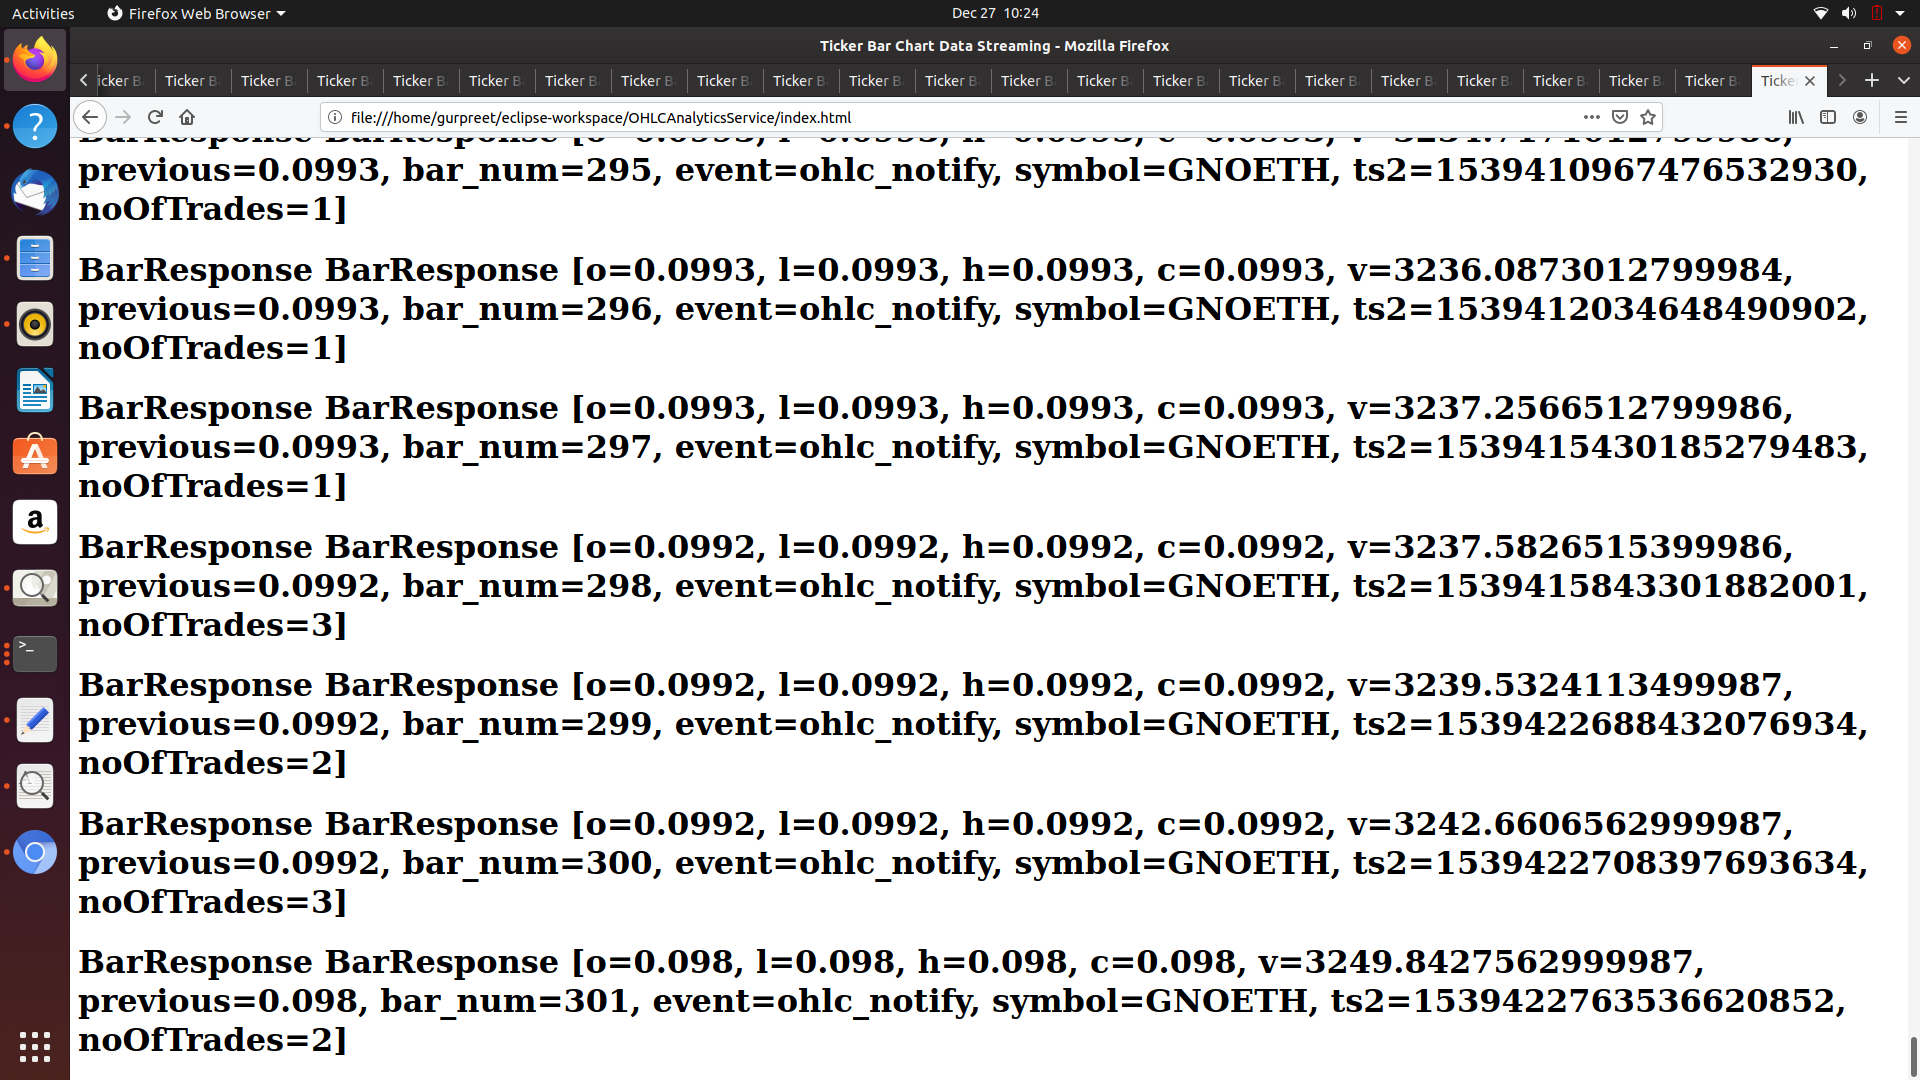 Activities Firefox Web Browser Dec 27 10:24
Ticker Bar Chart Data Streaming - Mozilla Firefox
icker B Ticker B Ticker B Ticker B Ticker B Ticker B Ticker B Ticker B Ticker B Ticker B Ticker B Ticker B Ticker B Ticker B Ticker B Ticker B Ticker B Ticker B Ticker B Ticker B Ticker B Ticker B Ticke
file:///home/gurpreet/eclipse-workspace/OHLCAnalyticsService/index.html
previous=0.0993, bar_num=295, event=ohlc_notify, symbol=GNOETH, ts2=1539410967476532930,
noOfTrades=1]
BarResponse BarResponse [o=0.0993, l=0.0993, h=0.0993, c=0.0993, v=3236.0873012799984,
previous=0.0993, bar_num=296, event=ohlc_notify, symbol=GNOETH, ts2=1539412034648490902,
noOfTrades=1]
BarResponse BarResponse [o=0.0993, l=0.0993, h=0.0993, c=0.0993, v=3237.2566512799986,
previous=0.0993, bar_num=297, event=ohlc_notify, symbol=GNOETH, ts2=1539415430185279483,
noOfTrades=1]
BarResponse BarResponse [o=0.0992, l=0.0992, h=0.0992, c=0.0992, v=3237.5826515399986,
previous=0.0992, bar_num=298, event=ohlc_notify, symbol=GNOETH, ts2=1539415843301882001,
noOfTrades=3]
BarResponse BarResponse [o=0.0992, l=0.0992, h=0.0992, c=0.0992, v=3239.5324113499987,
previous=0.0992, bar_num=299, event=ohlc_notify, symbol=GNOETH, ts2=1539422688432076934,
noOfTrades=2]
BarResponse BarResponse [o=0.0992, l=0.0992, h=0.0992, c=0.0992, v=3242.6606562999987,
previous=0.0992, bar_num=300, event=ohlc_notify, symbol=GNOETH, ts2=1539422708397693634,
noOfTrades=3]
BarResponse BarResponse [o=0.098, l=0.098, h=0.098, c=0.098, v=3249.8427562999987,
previous=0.098, bar_num=301, event=ohlc_notify, symbol=GNOETH, ts2=1539422763536620852,
noOfTrades=2]